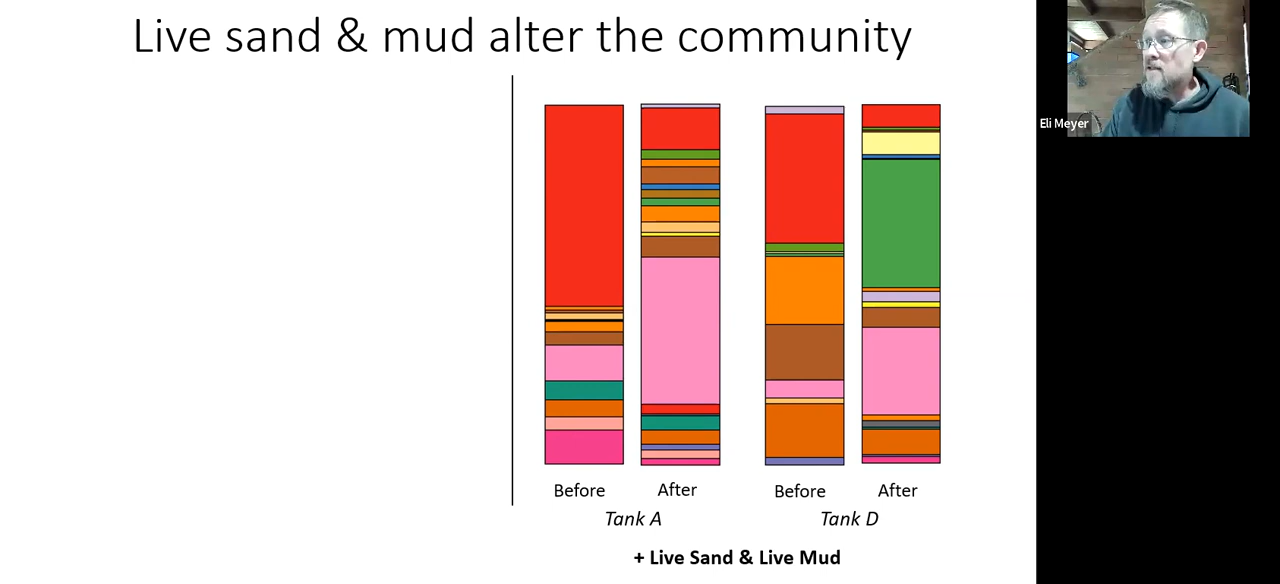 Live sand & mud alter the community
Eli Meyer
Before After Before After
Tank A Tank D
+ Live Sand & Live Mud